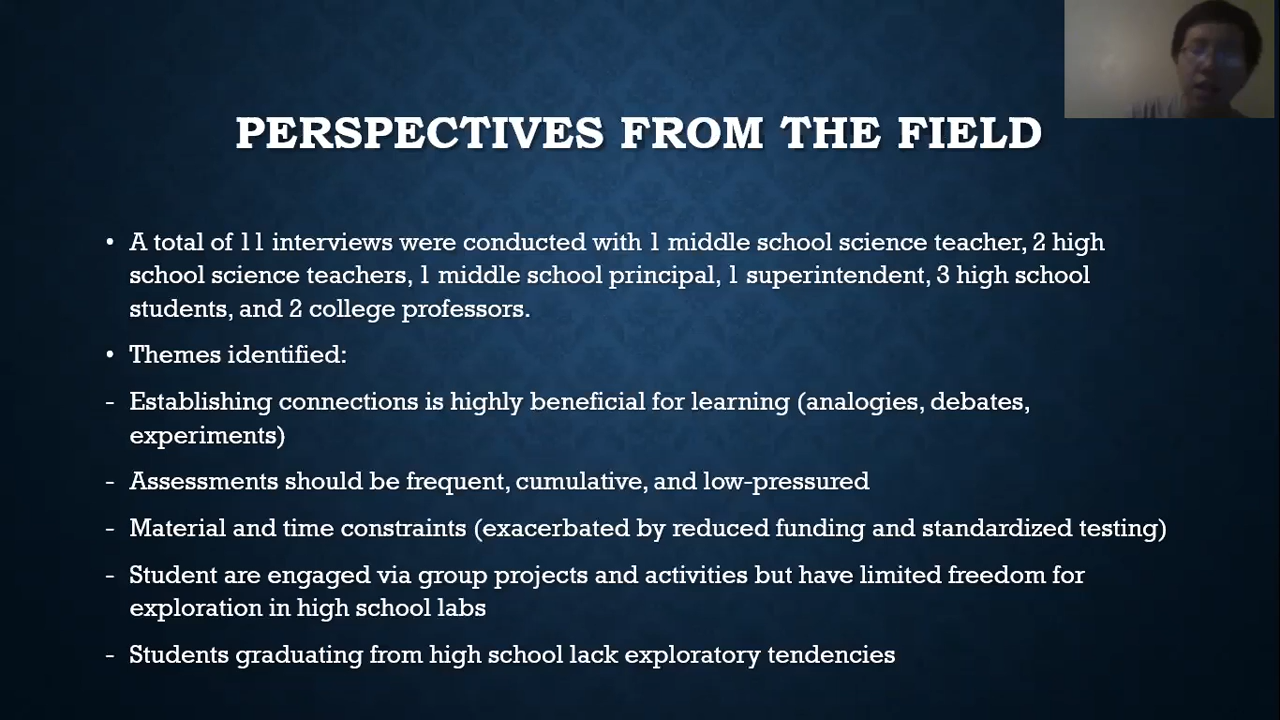 PERSPECTIVES FROM THE FIELD
• A total of 11 interviews were conducted with 1 middle school science teacher, 2 high
school science teachers, 1 middle school principal, 1 superintendent, 3 high school
students, and 2 college professors.
• Themes identified:
- Establishing connections is highly beneficial for learning (analogies, debates,
experiments)
- Assessments should be frequent, cumulative, and low-pressured
- Material and time constraints (exacerbated by reduced funding and standardized testing)
- Student are engaged via group projects and activities but have limited freedom for
exploration in high school labs
- Students graduating from high school lack exploratory tendencies